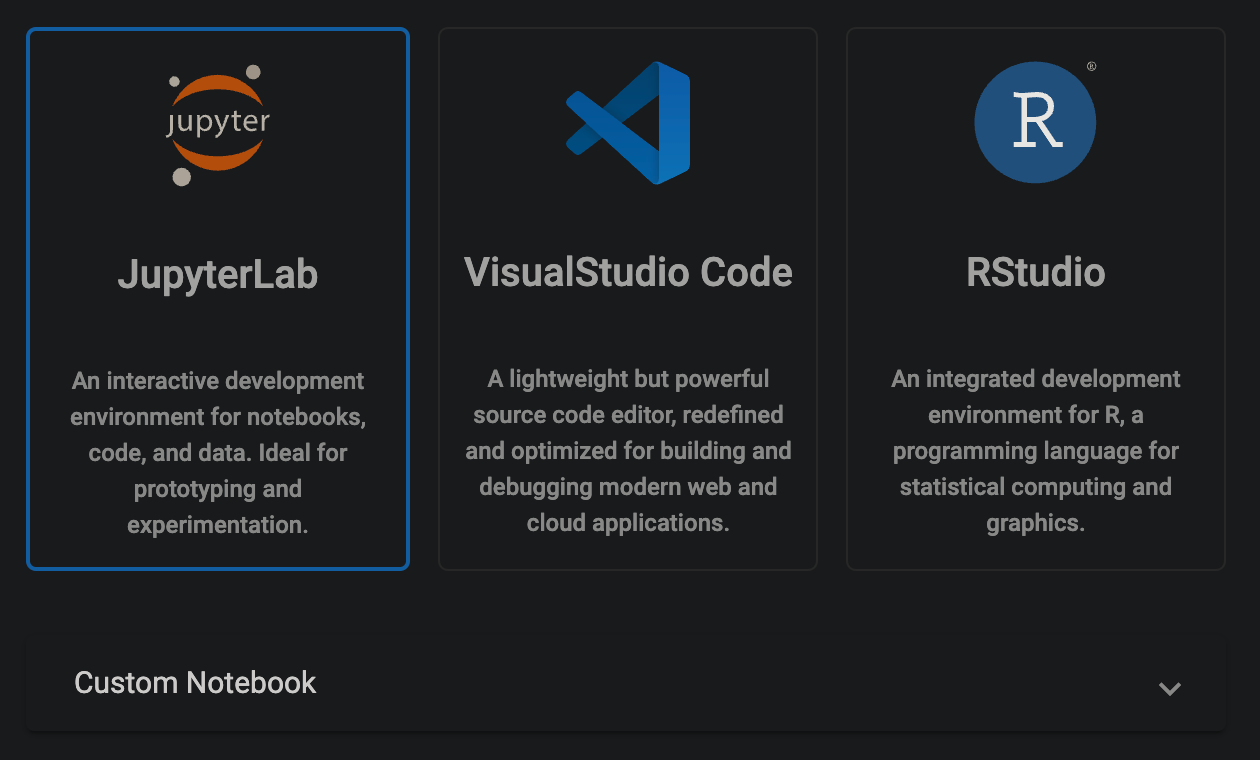 jupyter
JupyterLab
An interactive development
environment for notebooks,
code, and data. Ideal for
prototyping and
experimentation.
VisualStudio Code
A lightweight but powerful
source code editor, redefined
and optimized for building and
debugging modern web and
cloud applications.
R®
RStudio
An integrated development
environment for R, a
programming language for
statistical computing and
graphics.
Custom Notebook